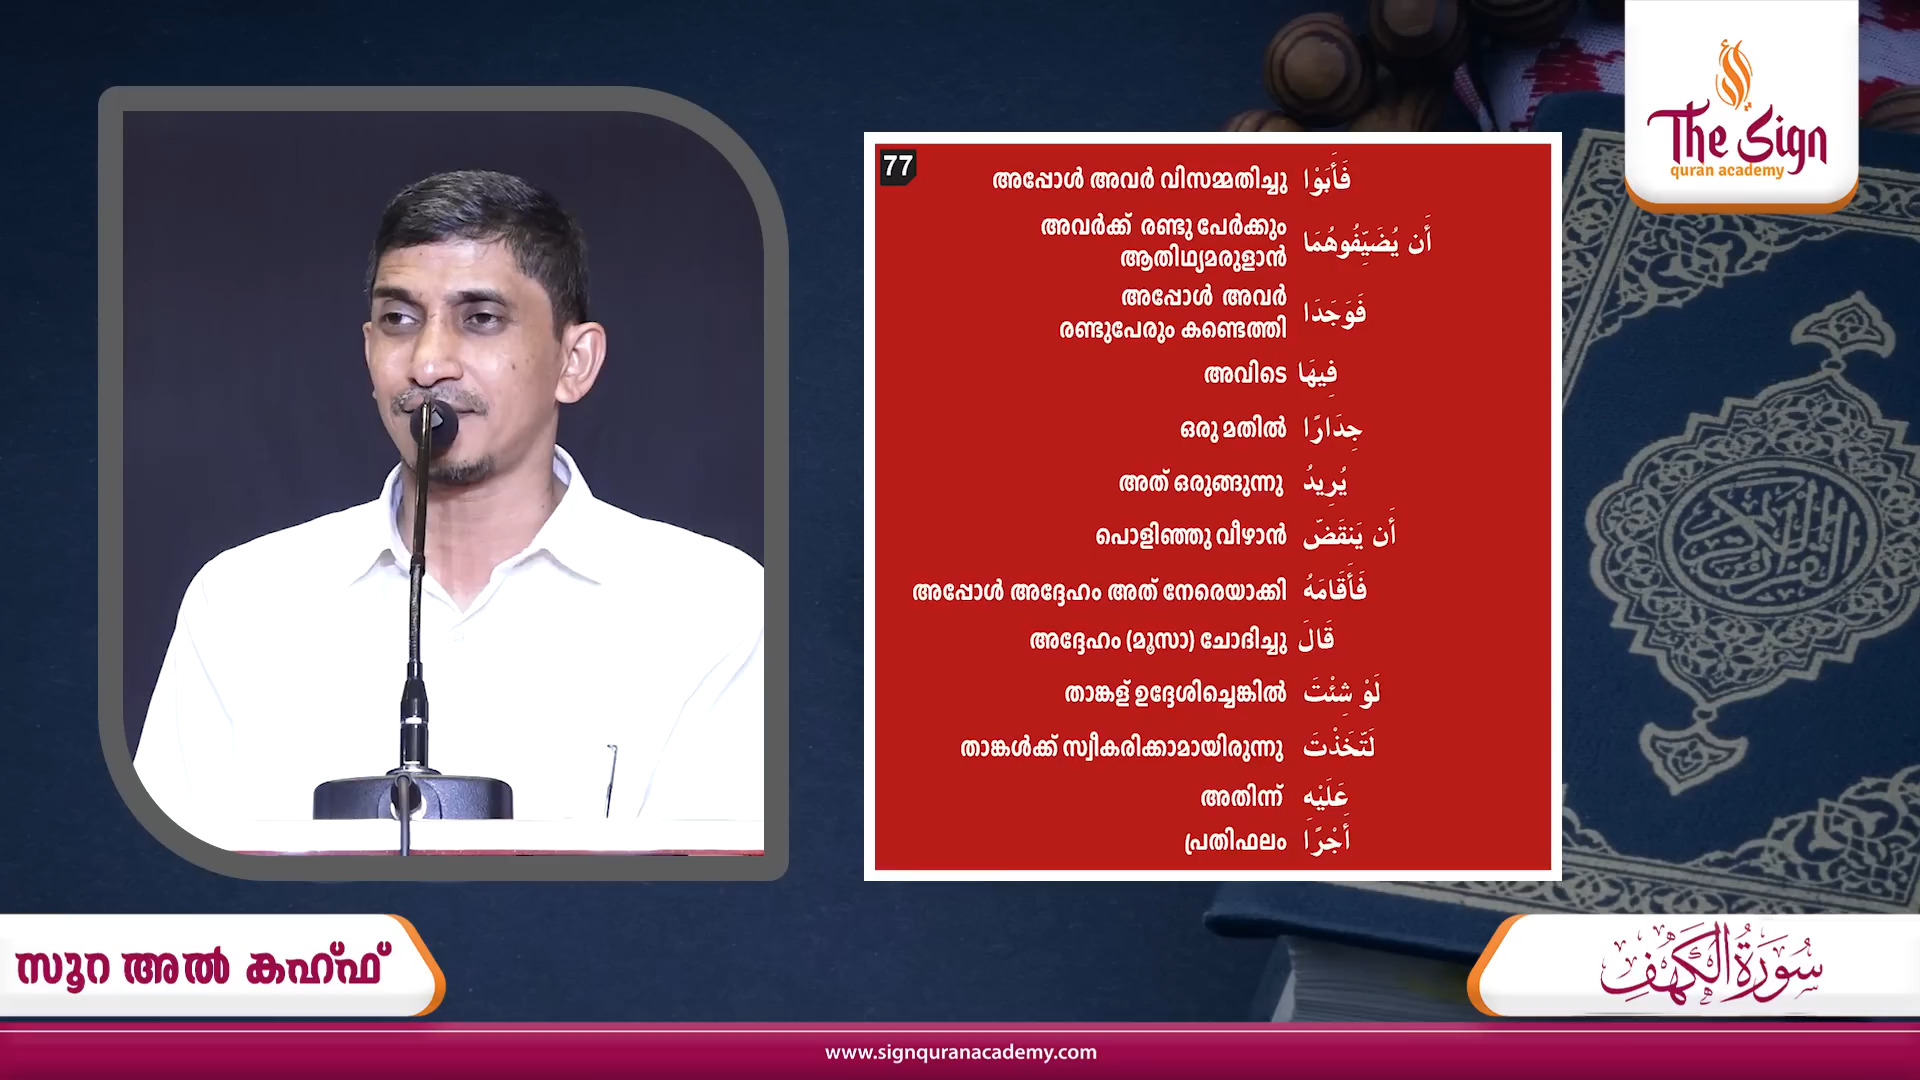 The Sign
quran academy
77
അപ്പോൾ അവർ വിസമ്മതിച്ചു فَأَبَوْا
അവർക്ക് രണ്ടു പേർക്കും
ആതിഥ്യമരുളാൻ أَن يُضَيِّفُوهُمَا
അപ്പോൾ അവർ
രണ്ടുപേരും കണ്ടെത്തി فَوَجَدَا
അവിടെ فِيهَا
ഒരു മതിൽ جِدَارًا
അത് ഒരുങ്ങുന്നു يُرِيدُ
പൊളിഞ്ഞു വീഴാൻ أَن يَنقَضّ
അപ്പോൾ അദ്ദേഹം അത് നേരെയാക്കി فَأَقَامَهُ
അദ്ദേഹം (മൂസാ) ചോദിച്ചു قَالَ
താങ്കള് ഉദ്ദേശിച്ചെങ്കിൽ لَوْ شِئْتَ
താങ്കൾക്ക് സ്വീകരിക്കാമായിരുന്നു لَتَّخَذْتَ
അതിന്ന് عَلَيْهِ
പ്രതിഫലം أَجْرًا
സൂറ അൽ കഹ്ഫ്
سُورَةُ الكَهْفِ
www.signquranacademy.com